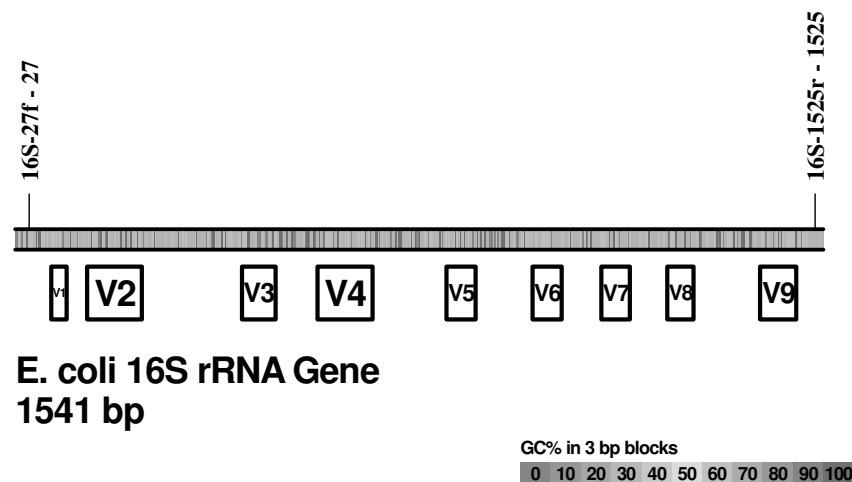 16S-27f - 27
16S-1525r - 1525
V1 V2 V3 V4 V5 V6 V7 V8 V9
E. coli 16S rRNA Gene
1541 bp
GC% in 3 bp blocks
0 10 20 30 40 50 60 70 80 90 100